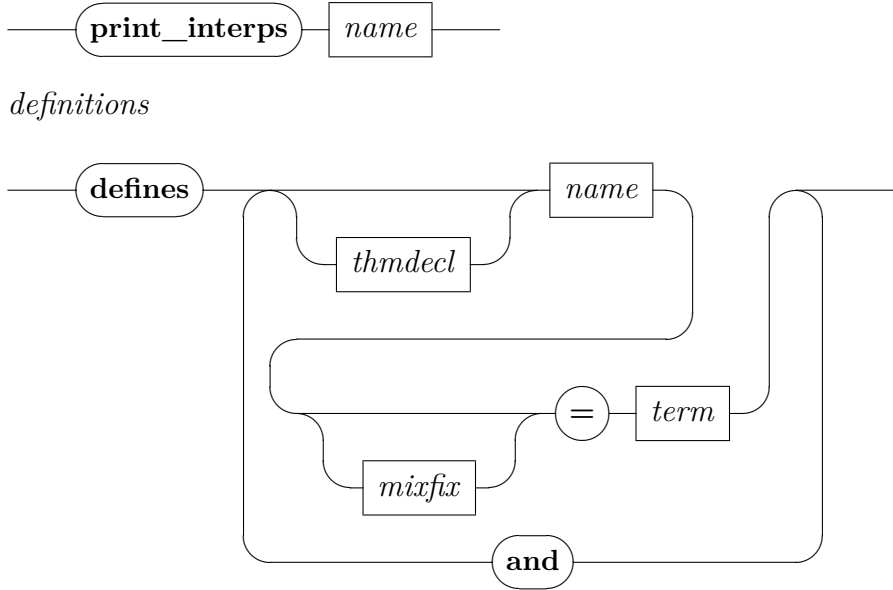 print_interps name
definitions
defines name
thmdecl
= term
mixfix
and